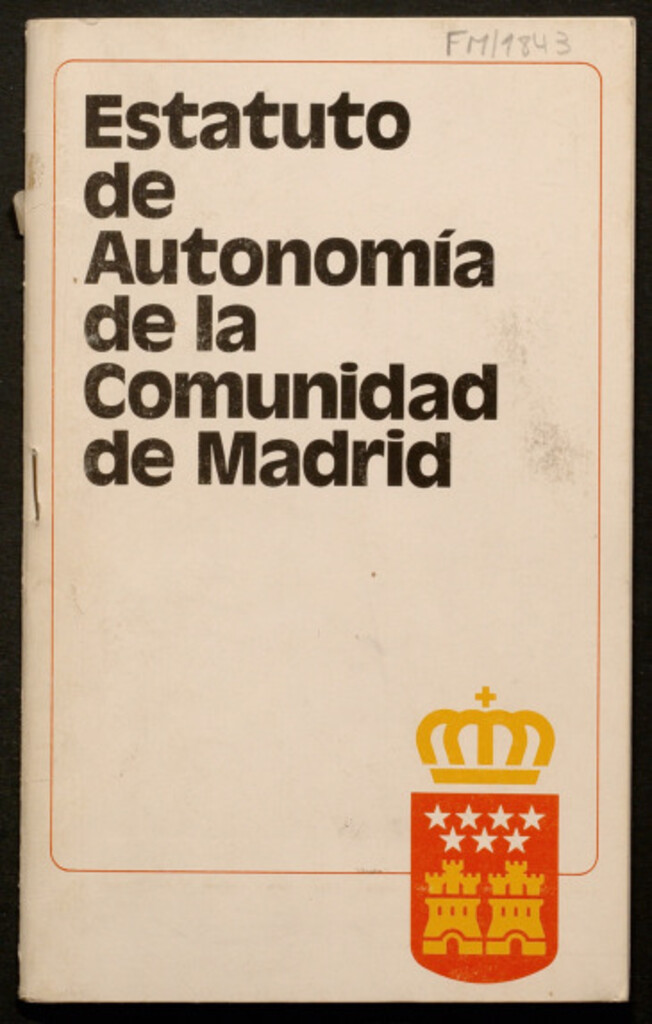 FM/1843
Estatuto
de
Autonomía
de la
Comunidad
de Madrid